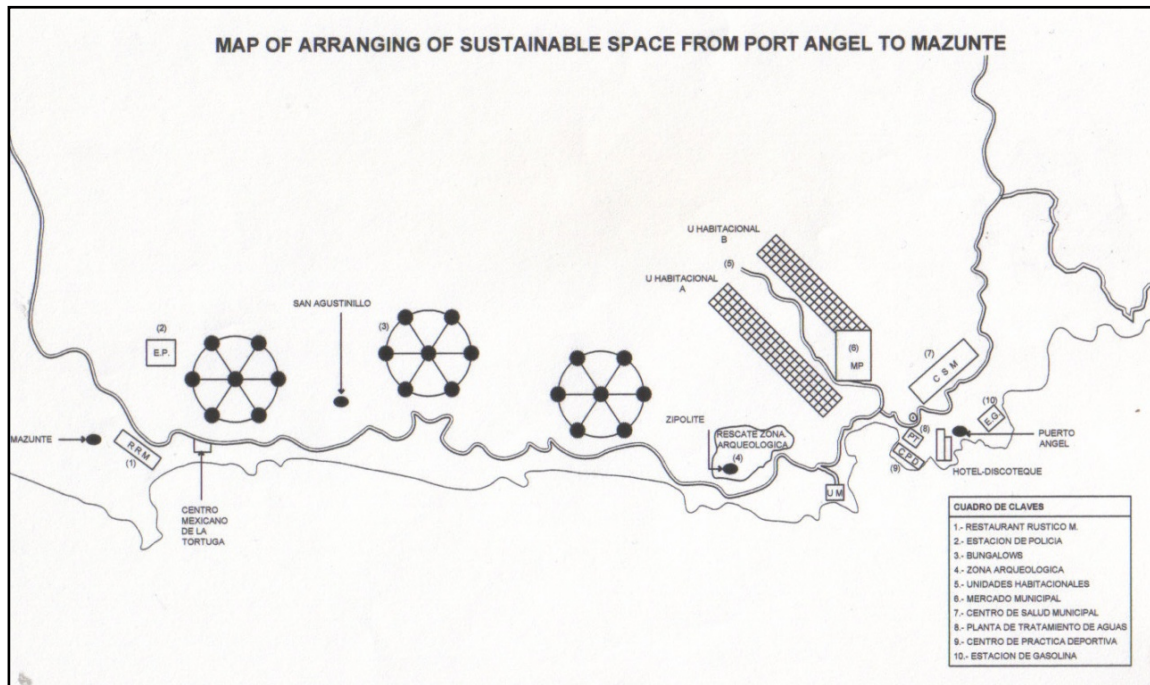 MAP OF ARRANGING OF SUSTAINABLE SPACE FROM PORT ANGEL TO MAZUNTE
U HABITACIONAL
B
(5)
U HABITACIONAL
A
SAN AGUSTINILLO
(2)
E.P.
(3)
(6)
MP
(7)
C S M
(10)
E.G.
MAZUNTE
R R M
(1)
ZIPOLITE
RESCATE ZONA
ARQUEOLOGICA
(4)
(8)
PT
C.P.D
(9)
PUERTO
ANGEL
HOTEL-DISCOTEQUE
U M
CENTRO
MEXICANO
DE LA
TORTUGA
CUADRO DE CLAVES
1.- RESTAURANT RUSTICO M.
2.- ESTACION DE POLICIA
3.- BUNGALOWS
4.- ZONA ARQUEOLOGICA
5.- UNIDADES HABITACIONALES
6.- MERCADO MUNICIPAL
7.- CENTRO DE SALUD MUNICIPAL
8.- PLANTA DE TRATAMIENTO DE AGUAS
9.- CENTRO DE PRACTICA DEPORTIVA
10.- ESTACION DE GASOLINA